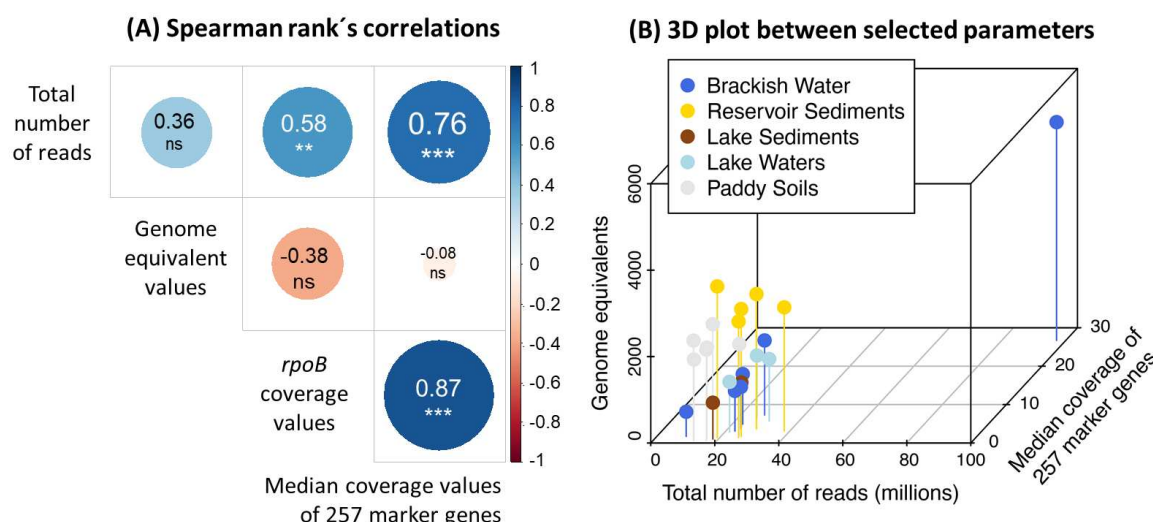 (A) Spearman rank´s correlations
Total
number
of reads
0.36
ns
0.58
**
0.76
***
Genome
equivalent
values
-0.38
ns
-0.08
ns
rpoB
coverage
values
0.87
***
Median coverage values
of 257 marker genes
1
0.8
0.6
0.4
0.2
0
-0.2
-0.4
-0.6
-0.8
-1
(B) 3D plot between selected parameters
Brackish Water
Reservoir Sediments
Lake Sediments
Lake Waters
Paddy Soils
Genome equivalents
0
2000
4000
6000
0
20
40
60
80
100
Total number of reads (millions)
0
10
20
30
Median coverage of
257 marker genes